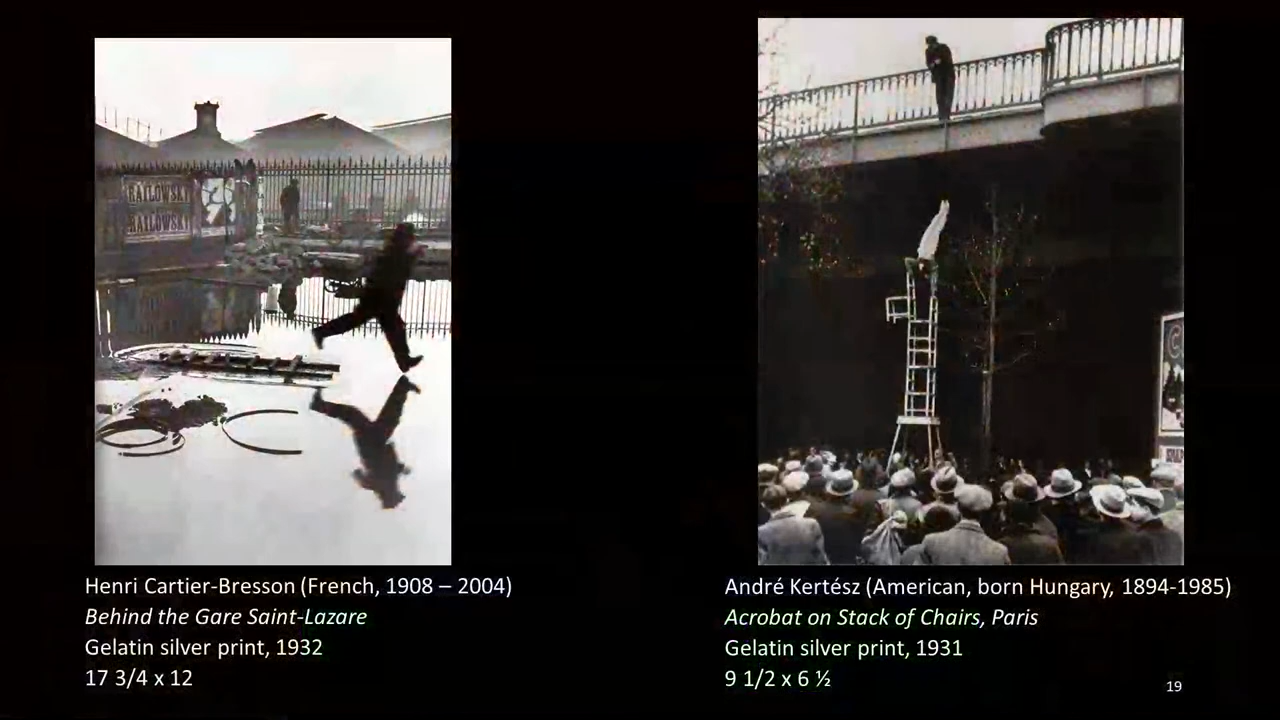 RAILOWSKY
RAILOWSKY
Henri Cartier-Bresson (French, 1908 – 2004)
Behind the Gare Saint-Lazare
Gelatin silver print, 1932
17 3/4 x 12
André Kertész (American, born Hungary, 1894-1985)
Acrobat on Stack of Chairs, Paris
Gelatin silver print, 1931
9 1/2 x 6 ½
19